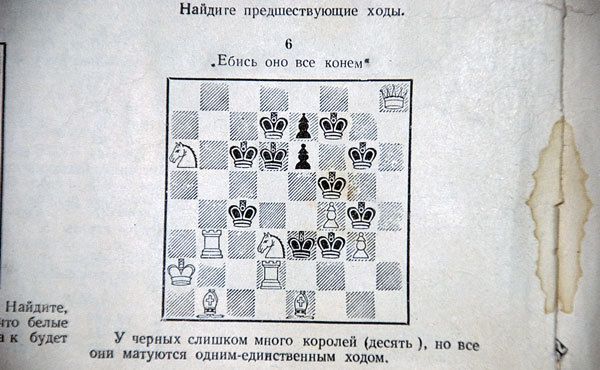 Найдите предшествующие ходы.
6
„Ебись оно все конем"
Найдите,
что белые
ак будет
У черных слишком много королей (десять ), но все
они матуются одним-единственным ходом.